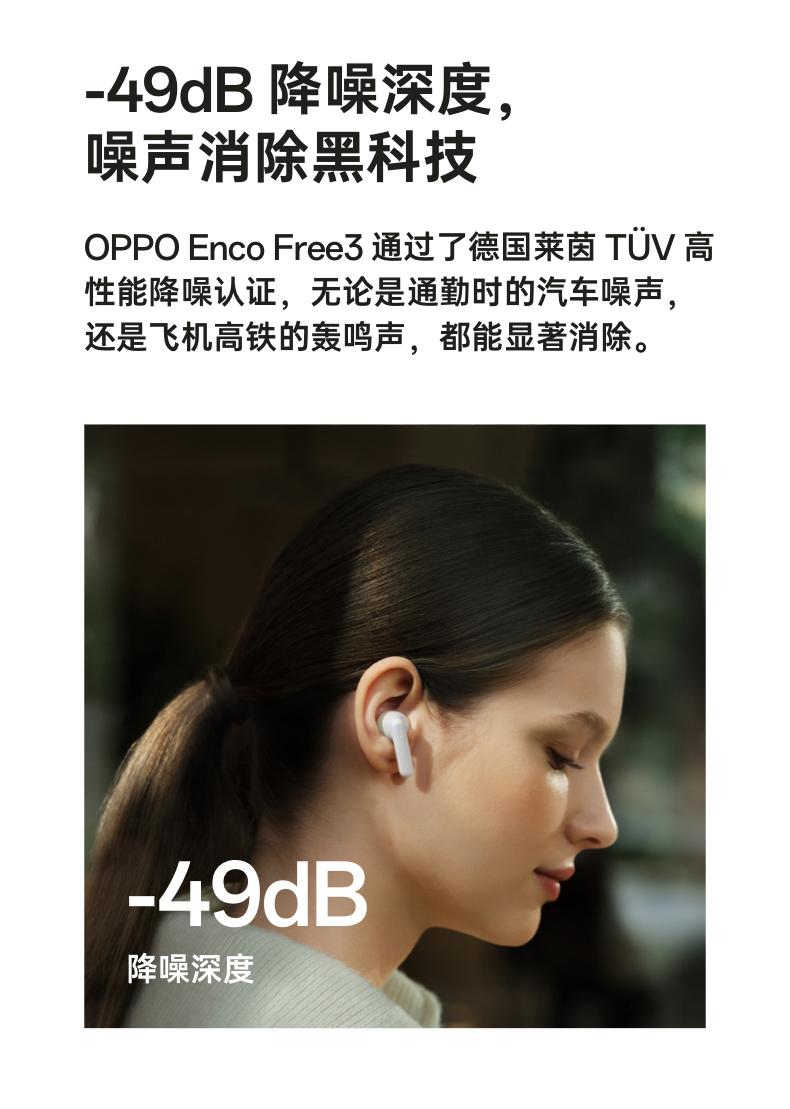 -49dB 降噪深度，
噪声消除黑科技
OPPO Enco Free3 通过了德国莱茵 TÜV 高
性能降噪认证，无论是通勤时的汽车噪声，
还是飞机高铁的轰鸣声，都能显著消除。
-49dB
降噪深度